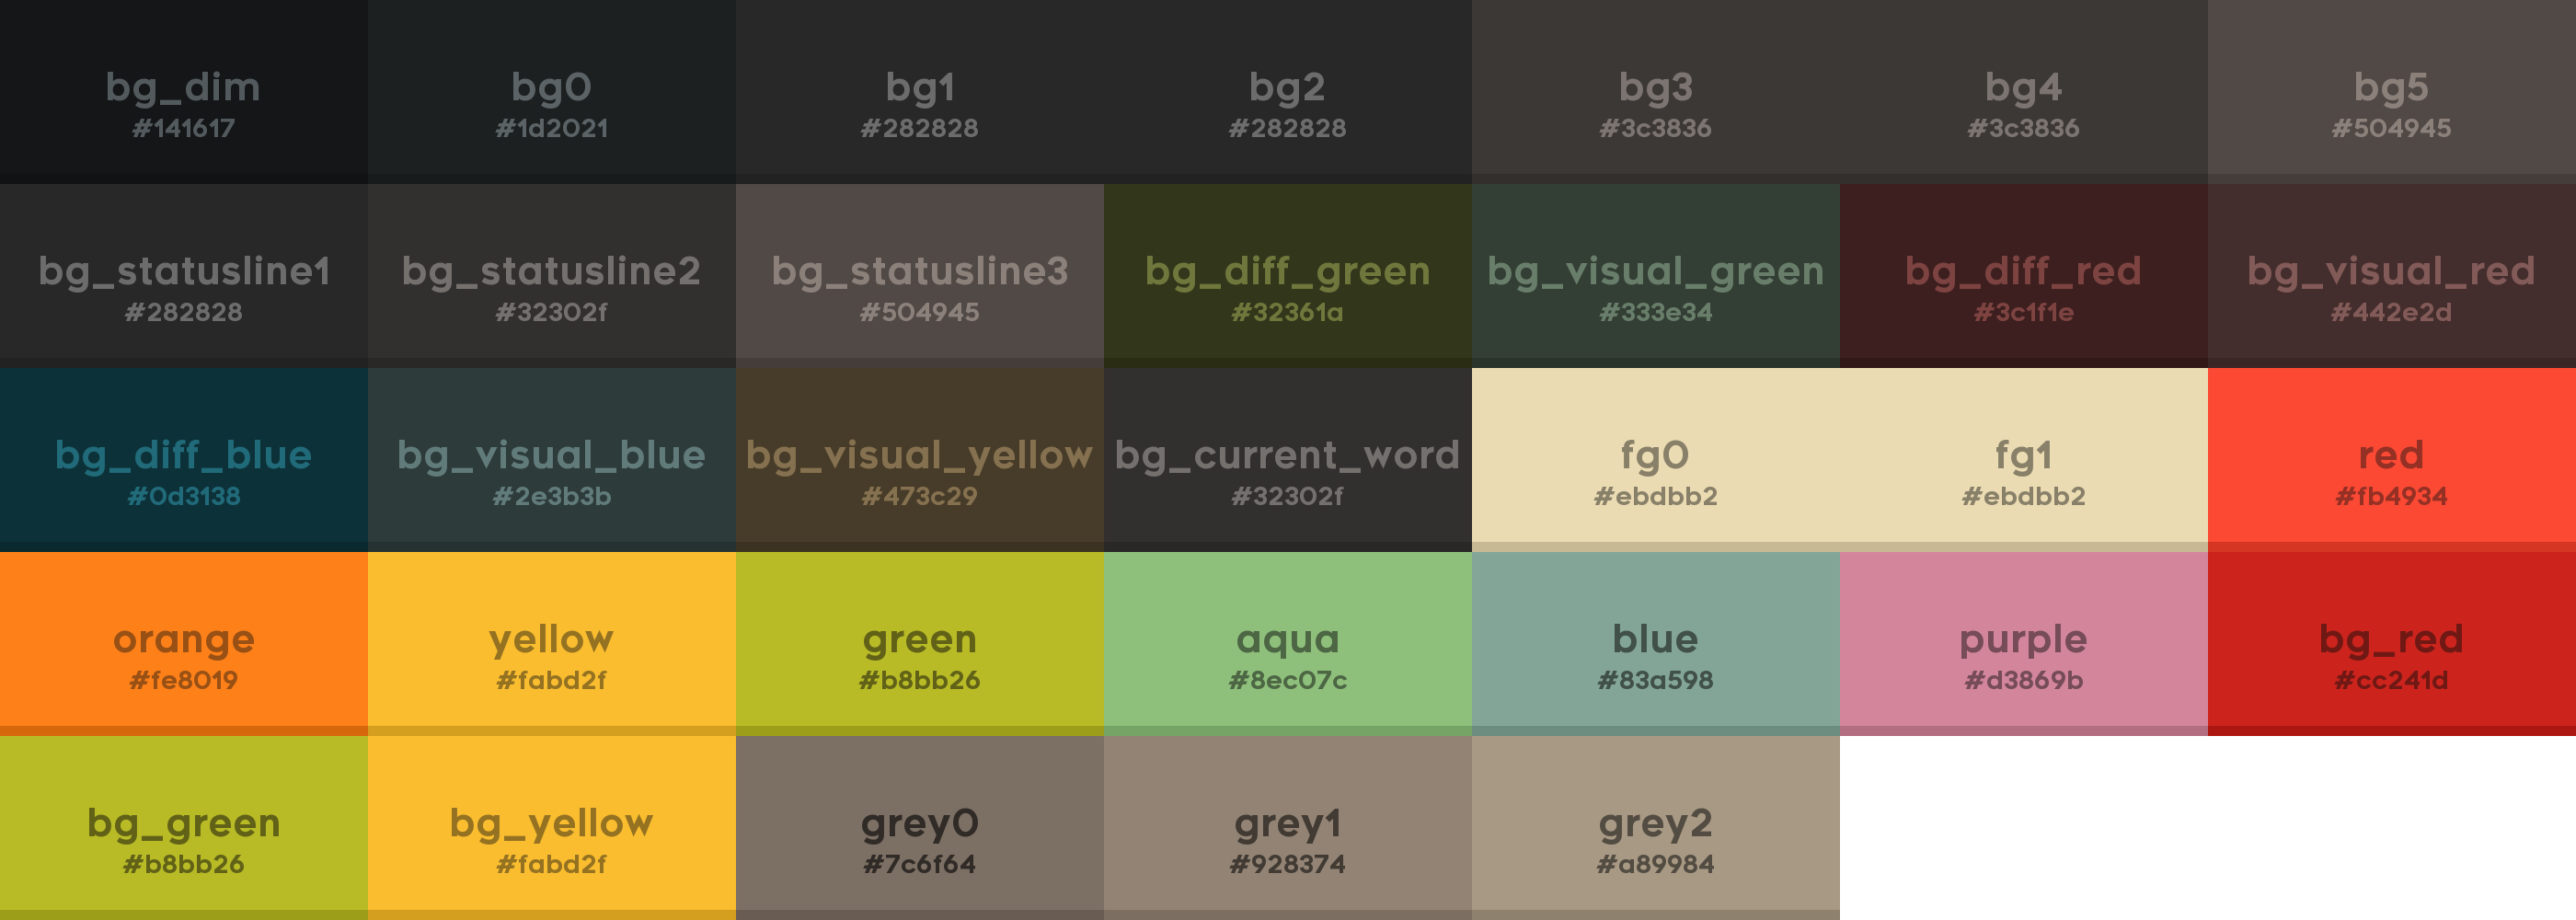 bg_dim
#141617
bg0
#1d2021
bg1
#282828
bg2
#282828
bg3
#3c3836
bg4
#3c3836
bg5
#504945
bg_statusline1
#282828
bg_statusline2
#32302f
bg_statusline3
#504945
bg_diff_green
#32361a
bg_visual_green
#333e34
bg_diff_red
#3c1f1e
bg_visual_red
#442e2d
bg_diff_blue
#0d3138
bg_visual_blue
#2e3b3b
bg_visual_yellow
#473c29
bg_current_word
#32302f
fg0
#ebdbb2
fg1
#ebdbb2
red
#fb4934
orange
#fe8019
yellow
#fabd2f
green
#b8bb26
aqua
#8ec07c
blue
#83a598
purple
#d3869b
bg_red
#cc241d
bg_green
#b8bb26
bg_yellow
#fabd2f
grey0
#7c6f64
grey1
#928374
grey2
#a89984